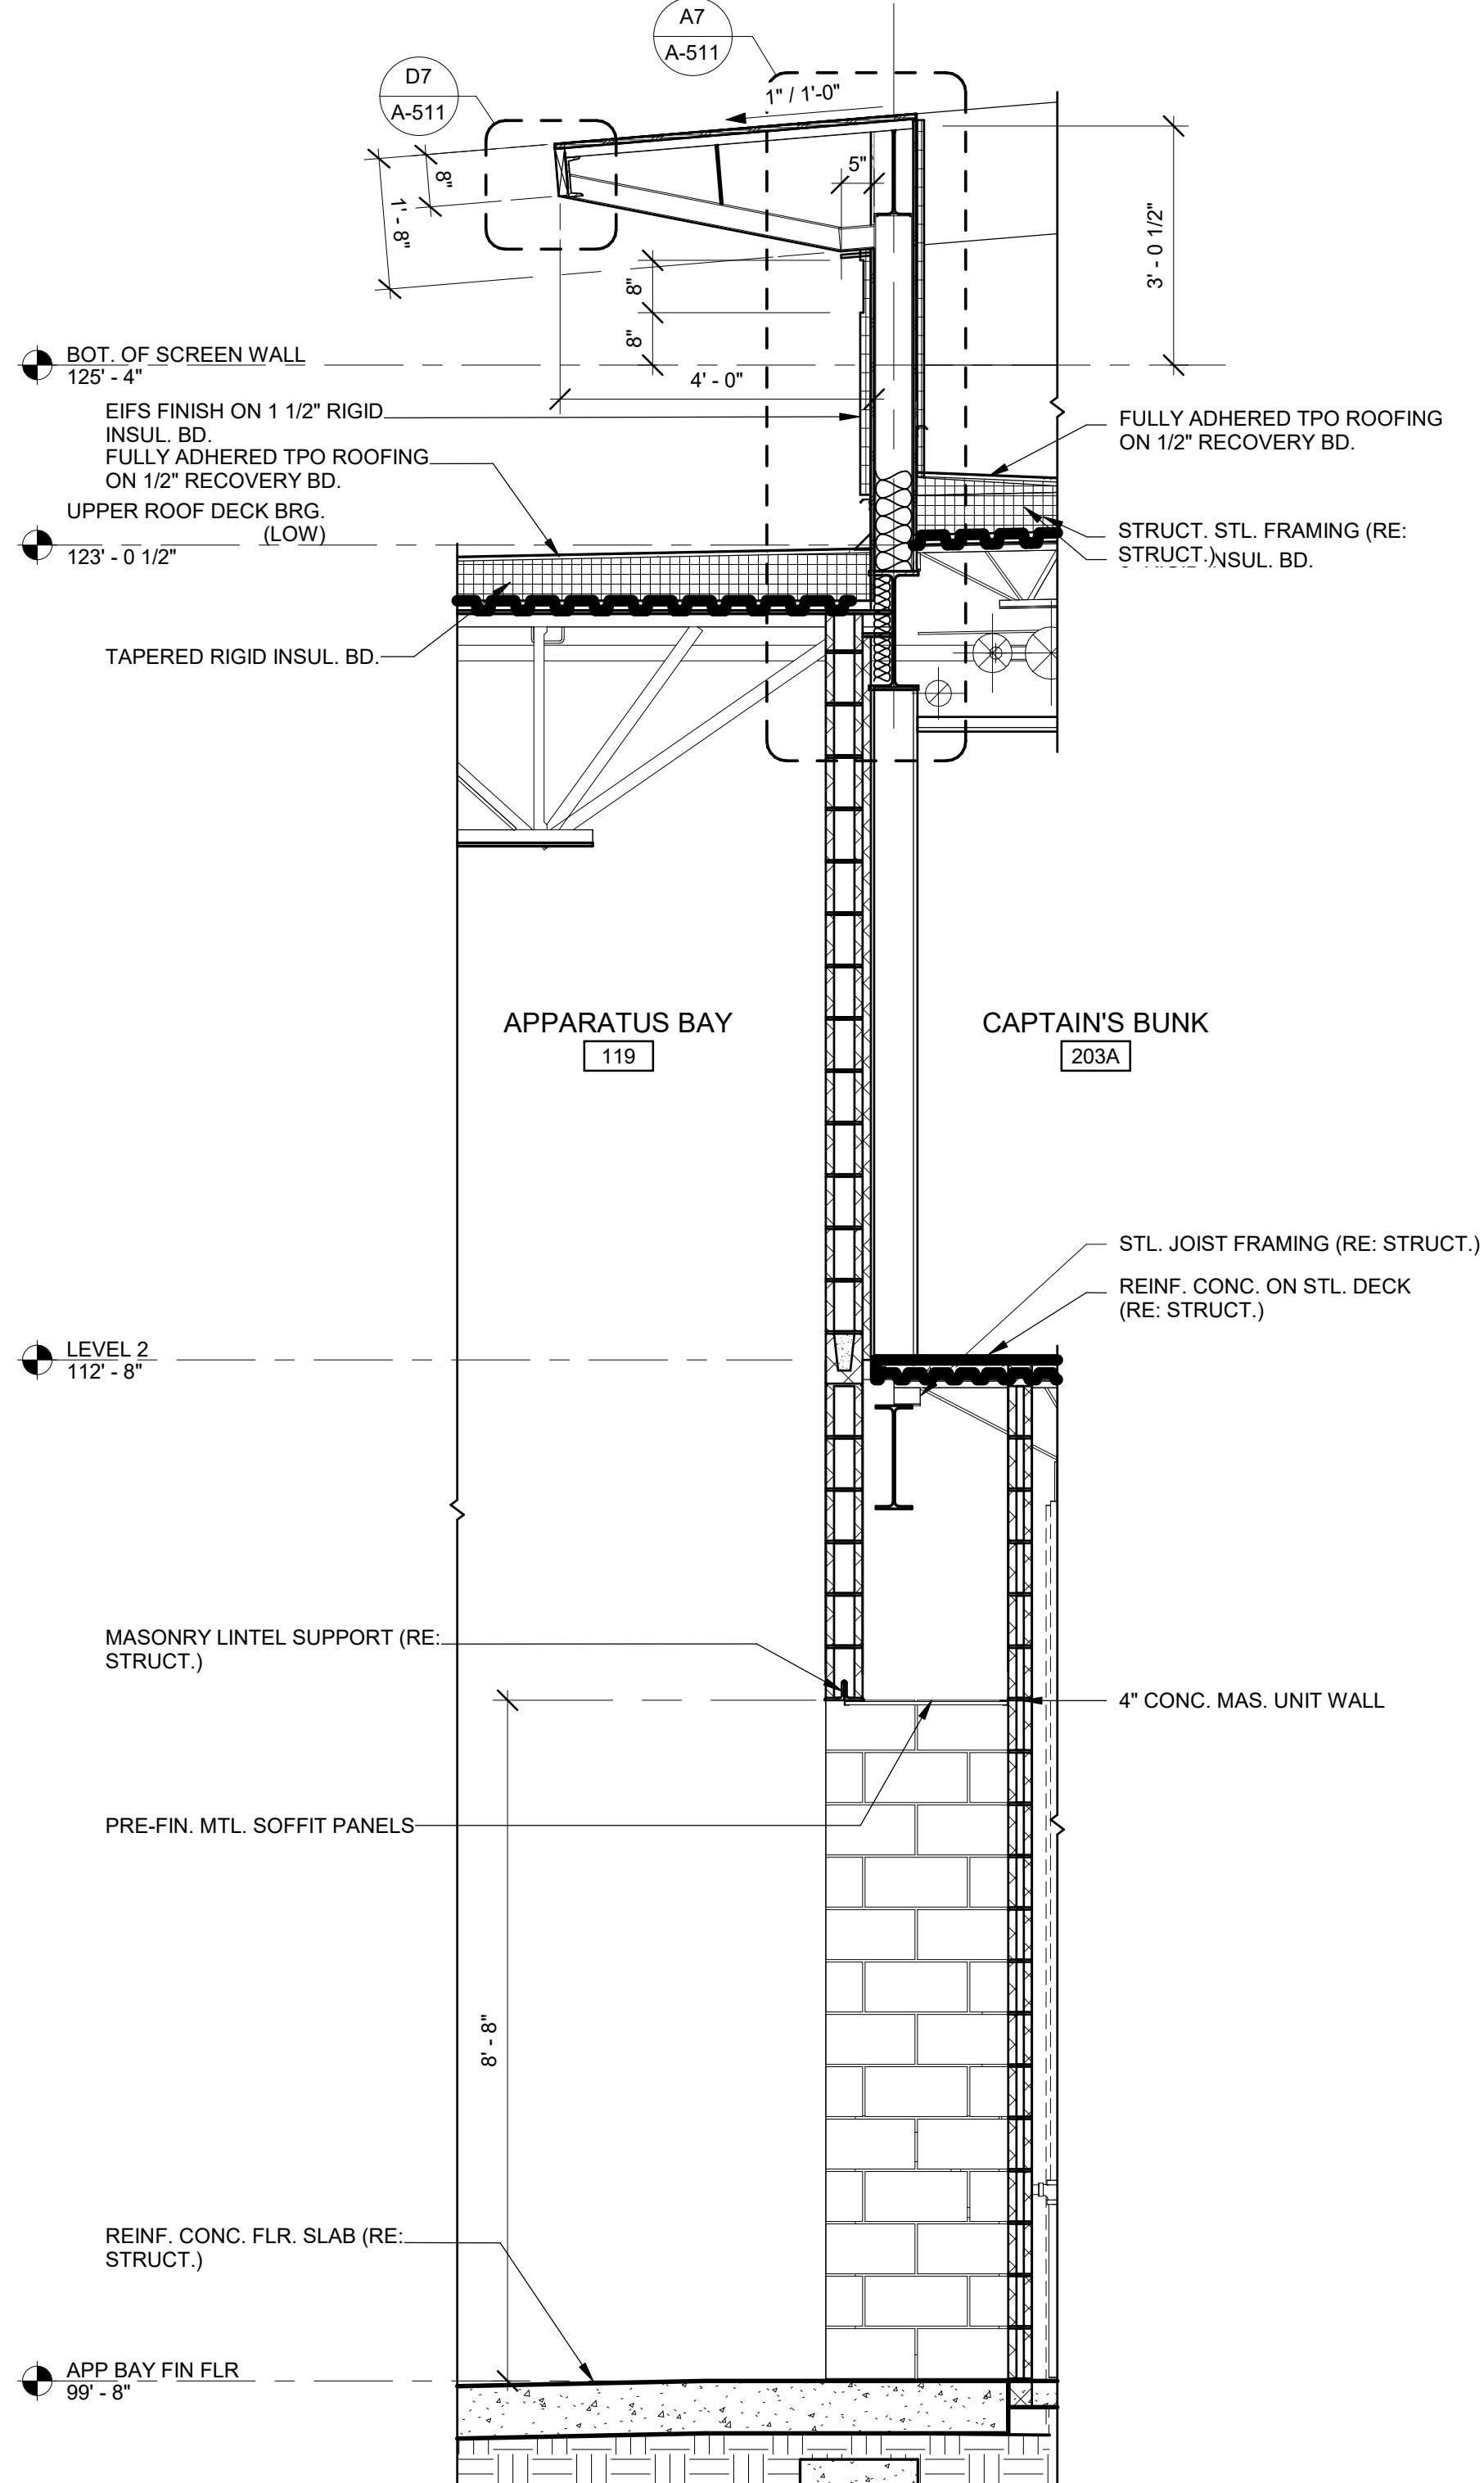 A7
A-511
D7
A-511
1" / 1'-0"
5"
8"
1' - 8"
3' - 0 1/2"
8"
8"
BOT. OF SCREEN WALL
125' - 4"
4' - 0"
EIFS FINISH ON 1 1/2" RIGID
INSUL. BD.
FULLY ADHERED TPO ROOFING
ON 1/2" RECOVERY BD.
FULLY ADHERED TPO ROOFING
ON 1/2" RECOVERY BD.
UPPER ROOF DECK BRG.
(LOW)
123' - 0 1/2"
STRUCT. STL. FRAMING (RE:
STRUCT.)
INSUL. BD.
TAPERED RIGID INSUL. BD.
APPARATUS BAY
119
CAPTAIN'S BUNK
203A
STL. JOIST FRAMING (RE: STRUCT.)
REINF. CONC. ON STL. DECK
(RE: STRUCT.)
LEVEL 2
112' - 8"
MASONRY LINTEL SUPPORT (RE:
STRUCT.)
4" CONC. MAS. UNIT WALL
PRE-FIN. MTL. SOFFIT PANELS
8' - 8"
REINF. CONC. FLR. SLAB (RE:
STRUCT.)
APP BAY FIN FLR
99' - 8"